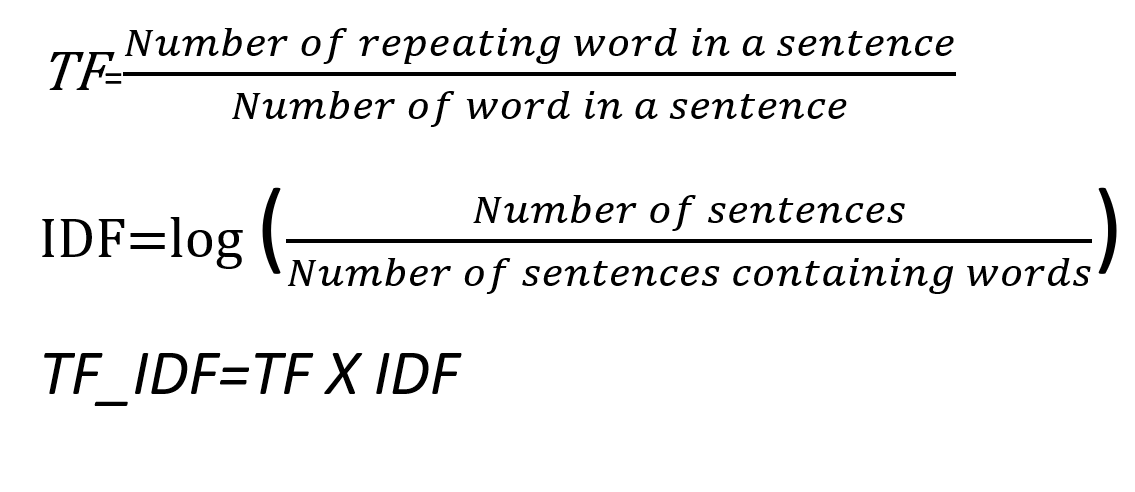 TF=
Number of repeating word in a sentence
Number of word in a sentence
IDF=log (
Number of sentences
Number of sentences containing words
)
TF_IDF=TF X IDF